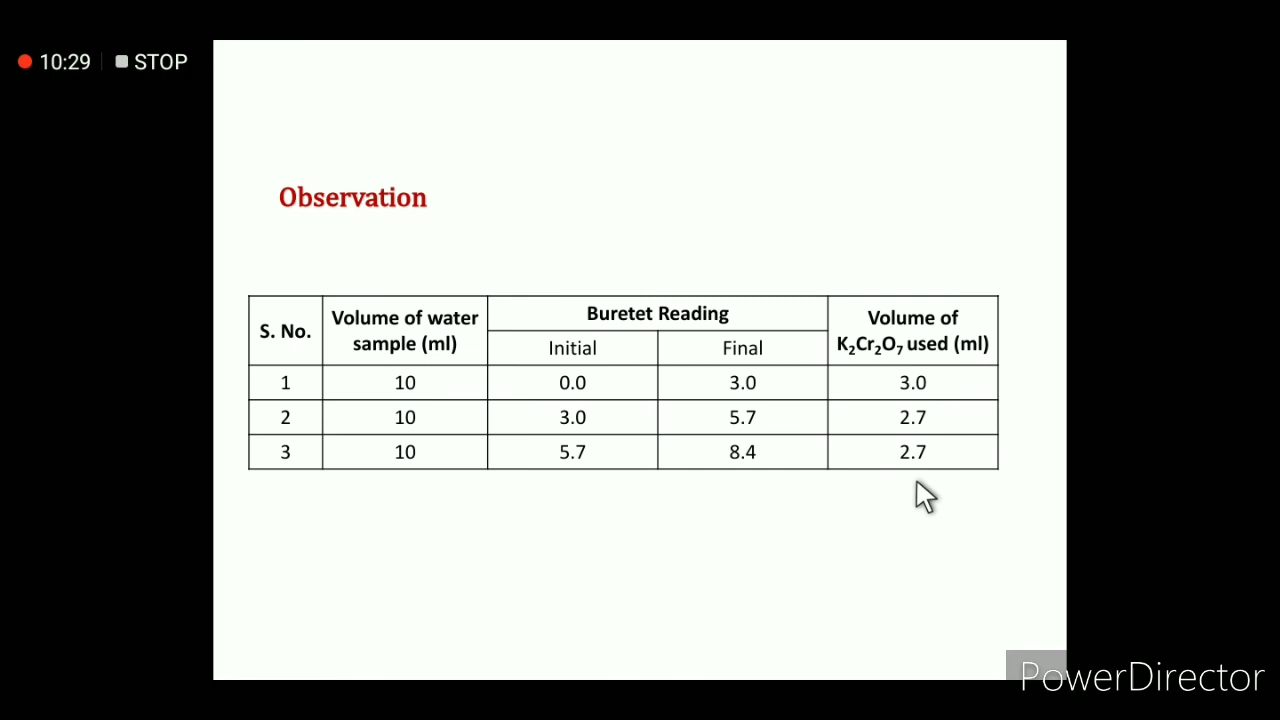 10:29 STOP
Observation
S. No. Volume of water sample (ml) Buretet Reading Volume of K₂Cr₂O₇ used (ml)
Initial Final
1 10 0.0 3.0 3.0
2 10 3.0 5.7 2.7
3 10 5.7 8.4 2.7
PowerDirector